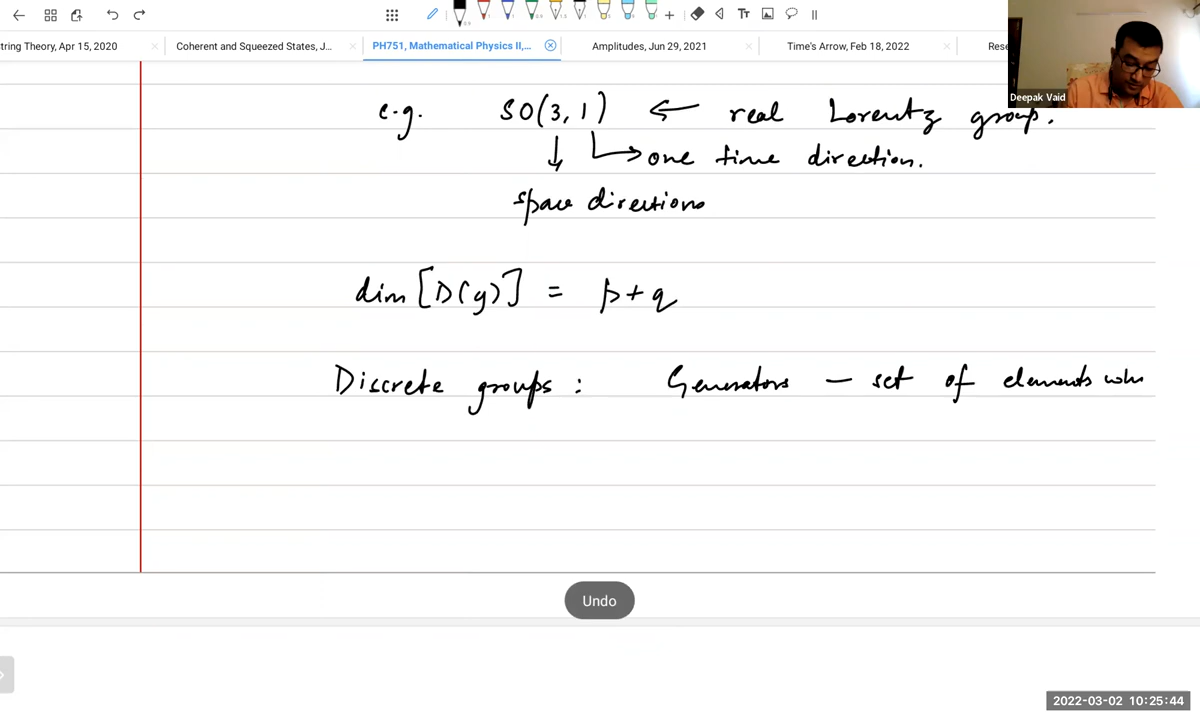 tring Theory, Apr 15, 2020 Coherent and Squeezed States, J... PH751, Mathematical Physics II,... Amplitudes, Jun 29, 2021 Time's Arrow, Feb 18, 2022 Rese
Deepak Vaid
e.g. SO(3,1) ← real Lorentz group.
↓ ↳ one time direction.
space directions
dim [D(g)] = p+q
Discrete groups : Generators — set of elements who
Undo
2022-03-02 10:25:44